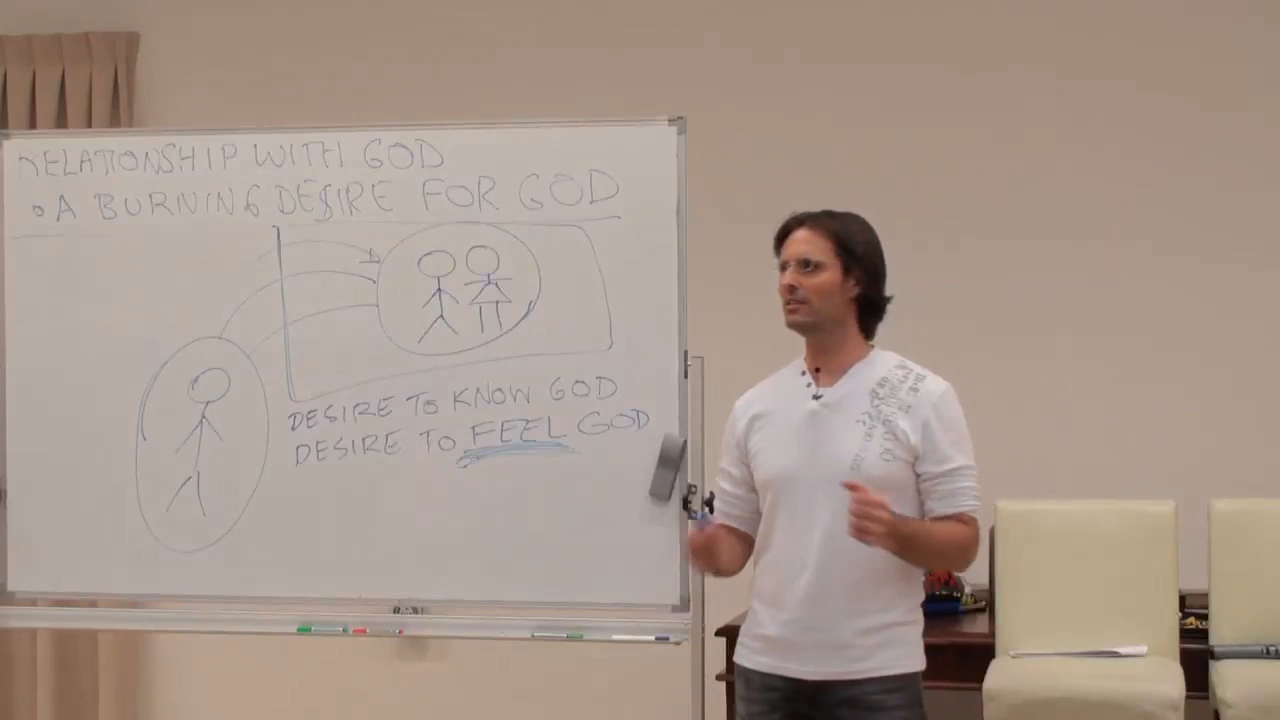 RELATIONSHIP WITH GOD
• A BURNING DESIRE FOR GOD
DESIRE TO KNOW GOD
DESIRE TO FEEL GOD